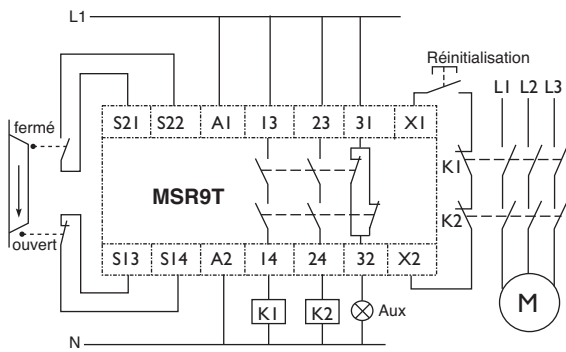 L1
Réinitialisation
L1 L2 L3
fermé
S21 S22 A1 13 23 31 X1
K1
MSR9T
K2
ouvert
S13 S14 A2 14 24 32 X2
K1 K2 Aux
M
N